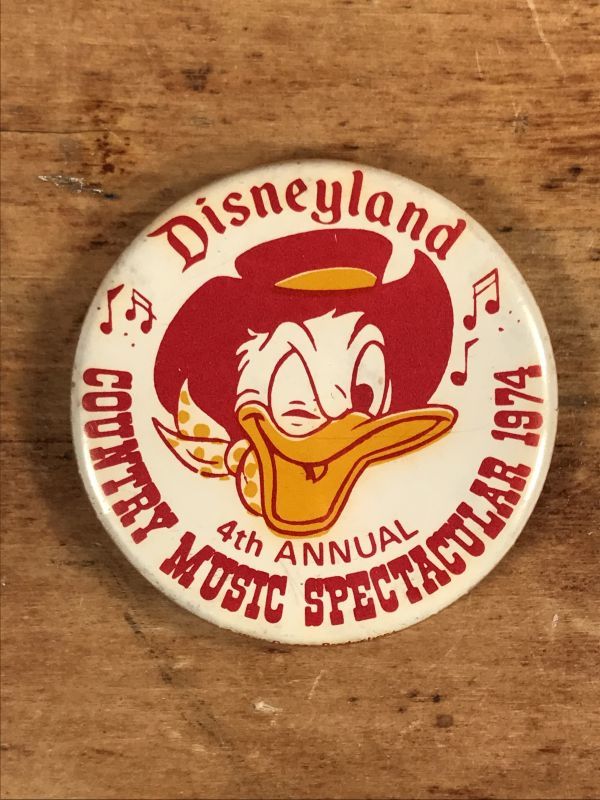 Disneyland
4th ANNUAL
COUNTRY MUSIC SPECTACULAR 1974